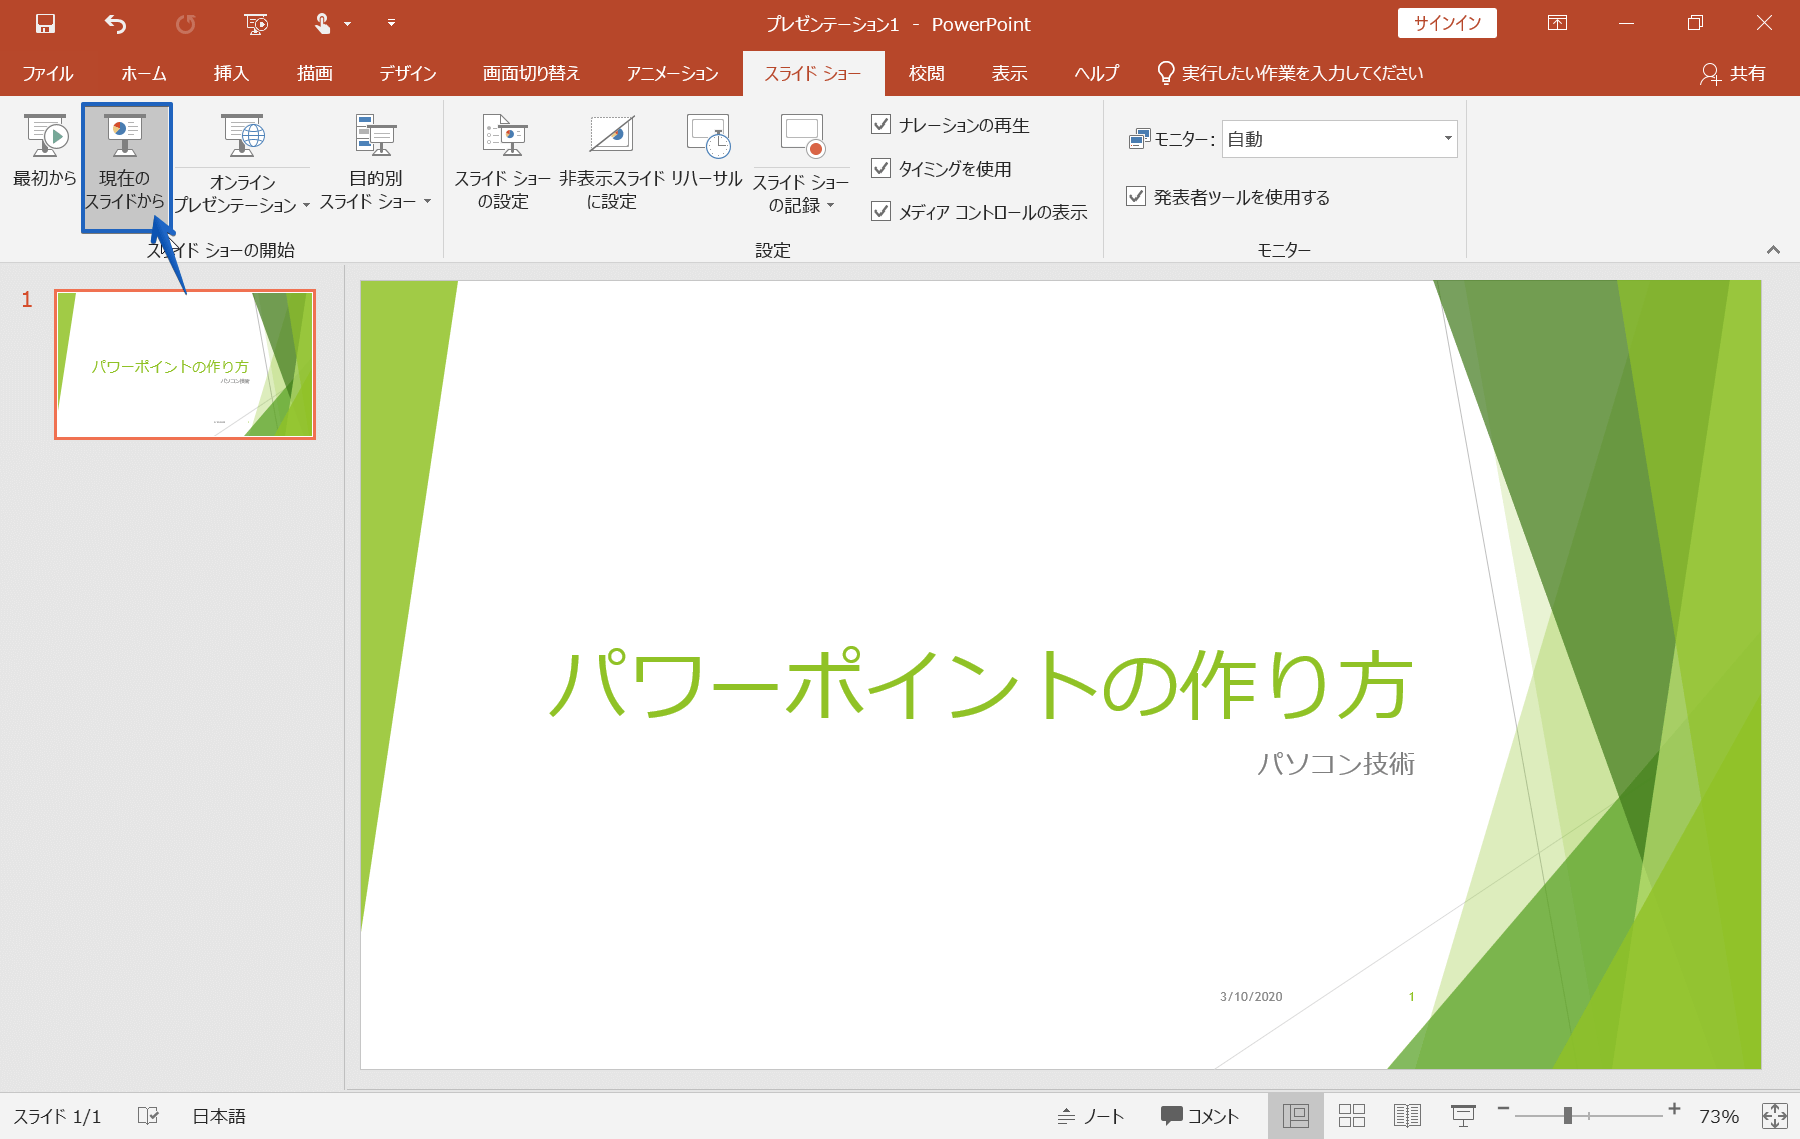 プレゼンテーション1 - PowerPoint
サインイン
ファイル ホーム 挿入 描画 デザイン 画面切り替え アニメーション スライド ショー 校閲 表示 ヘルプ 実行したい作業を入力してください 共有
最初から
現在の
スライドから
オンライン
プレゼンテーション
目的別
スライド ショー
スライド ショーの開始
スライド ショー
の設定
非表示スライド
に設定
リハーサル
スライド ショー
の記録
ナレーションの再生
タイミングを使用
メディア コントロールの表示
設定
モニター: 自動
発表者ツールを使用する
モニター
1
パワーポイントの作り方
パソコン技術
パワーポイントの作り方
パソコン技術
3/10/2020 1
スライド 1/1 日本語 ノート コメント 73%